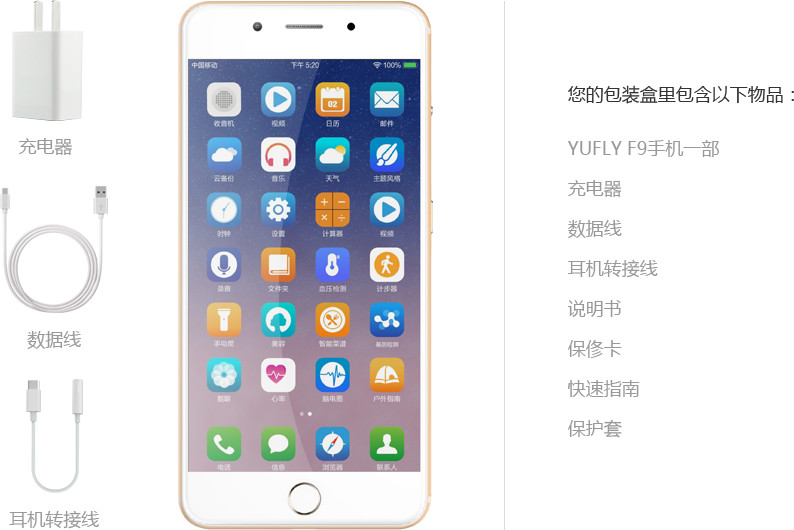 充电器
数据线
耳机转接线
中国移动 下午 5:20 100%
收音机 视频 日历 邮件
02
云备份 音乐 天气 主题风格
时钟 设置 计算器 视频
录音 文件夹 血压检测 计步器
手电筒 美容 智能菜谱 基因检测
心率 脑电图 户外指南
电话 信息 浏览器 联系人
您的包装盒里包含以下物品：
YUFLY F9手机一部
充电器
数据线
耳机转接线
说明书
保修卡
快速指南
保护套